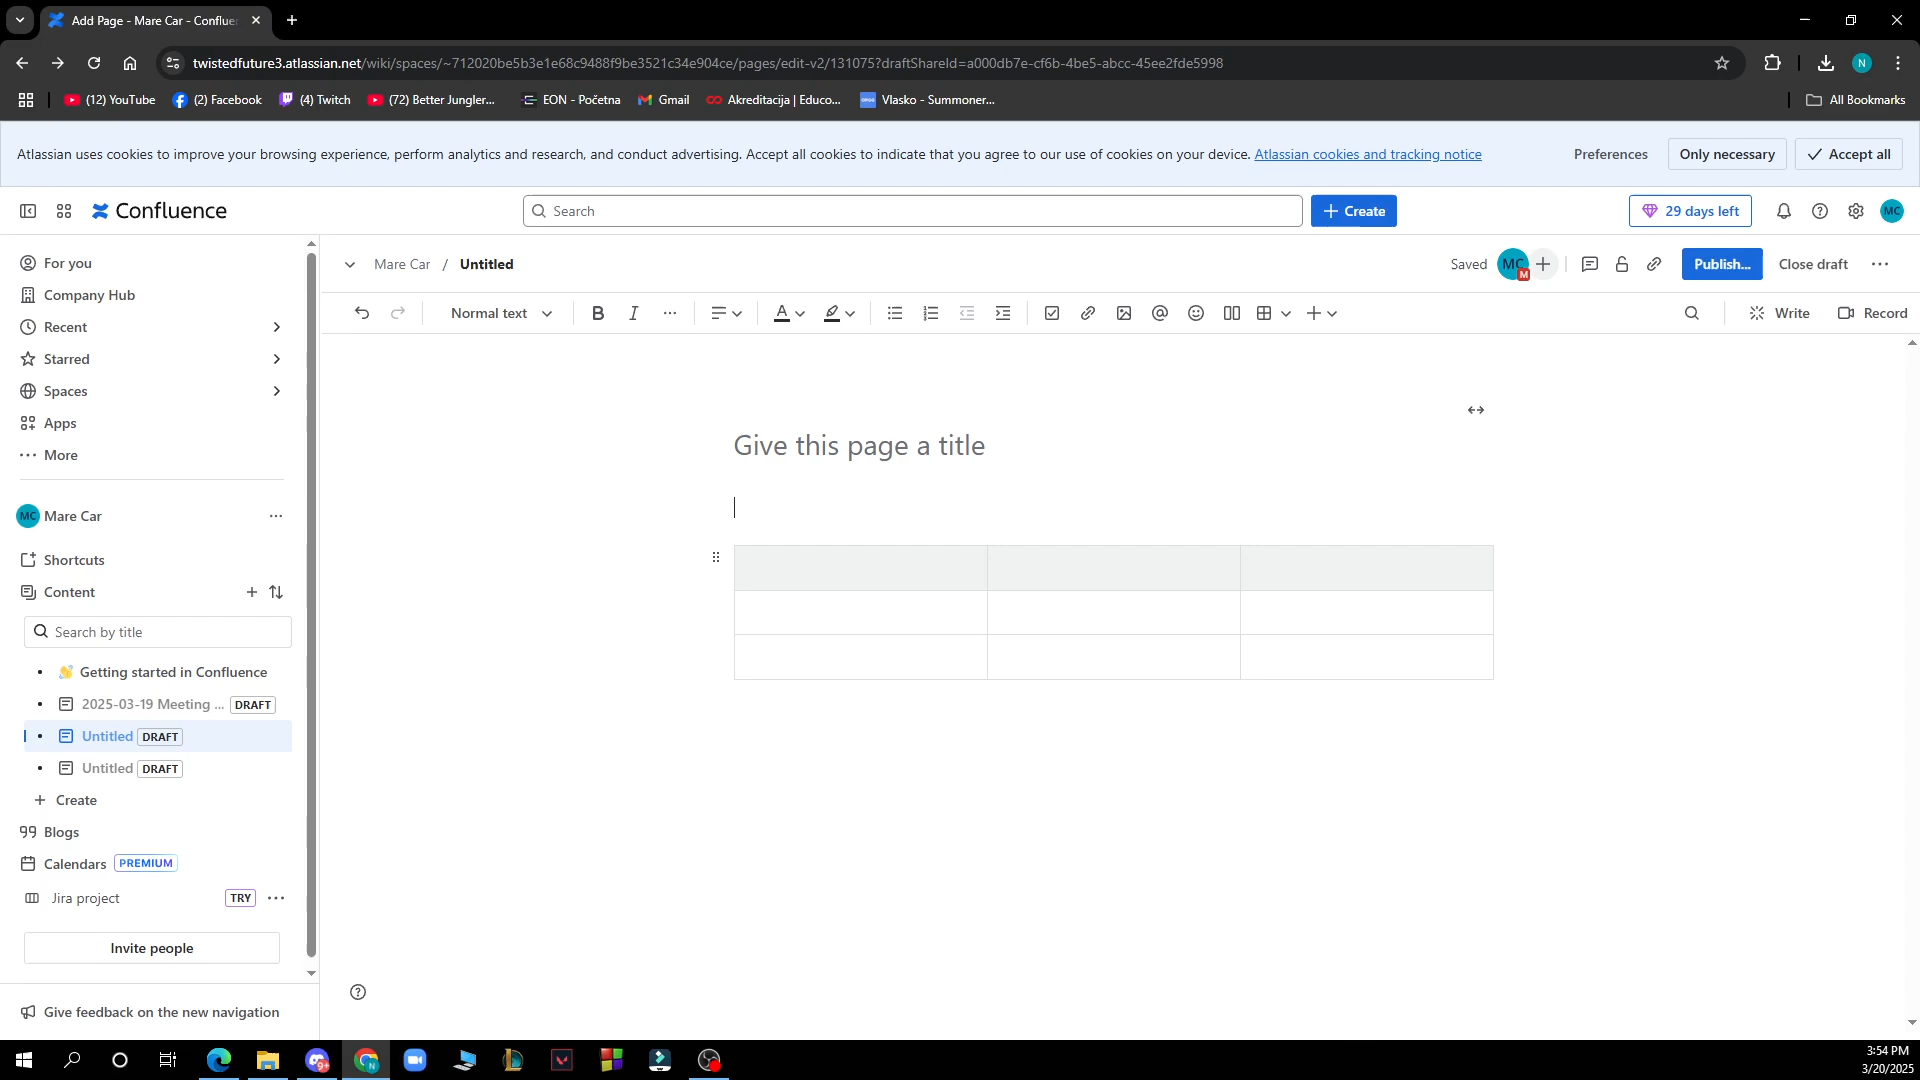 Add Page - Mare Car - Confluen
twistedfuture3.atlassian.net/wiki/spaces/~712020be5b3e1e68c9488f9be3521c34e904ce/pages/edit-v2/131075?draftShareId=a000db7e-cf6b-4be5-abcc-45ee2fde5998
N
(12) YouTube
(2) Facebook
(4) Twitch
(72) Better Jungler...
EON - Početna
Gmail
Akreditacija | Educo...
Vlasko - Summoner...
All Bookmarks
Atlassian uses cookies to improve your browsing experience, perform analytics and research, and conduct advertising. Accept all cookies to indicate that you agree to our use of cookies on your device. Atlassian cookies and tracking notice
Preferences
Only necessary
Accept all
Confluence
Search
Create
29 days left
MC
For you
Company Hub
Recent
Starred
Spaces
Apps
More
MC Mare Car
Shortcuts
Content
Search by title
Getting started in Confluence
2025-03-19 Meeting ... DRAFT
Untitled DRAFT
Untitled DRAFT
Create
Blogs
Calendars PREMIUM
Jira project TRY
Invite people
Give feedback on the new navigation
Mare Car / Untitled
Saved
MC
M
Publish...
Close draft
Normal text
B I
A
Write
Record
Give this page a title
9+
N
3:54 PM
3/20/2025